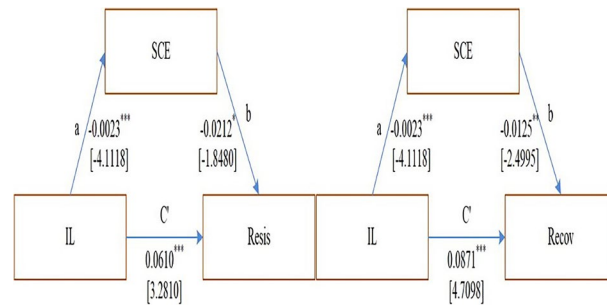 SCE
a
-0.0023***
[-4.1118]
b
-0.0212*
[-1.8480]
IL
C'
0.0610***
[3.2810]
Resis
SCE
a
-0.0023***
[-4.1118]
b
-0.0125**
[-2.4995]
IL
C'
0.0871***
[4.7098]
Recov